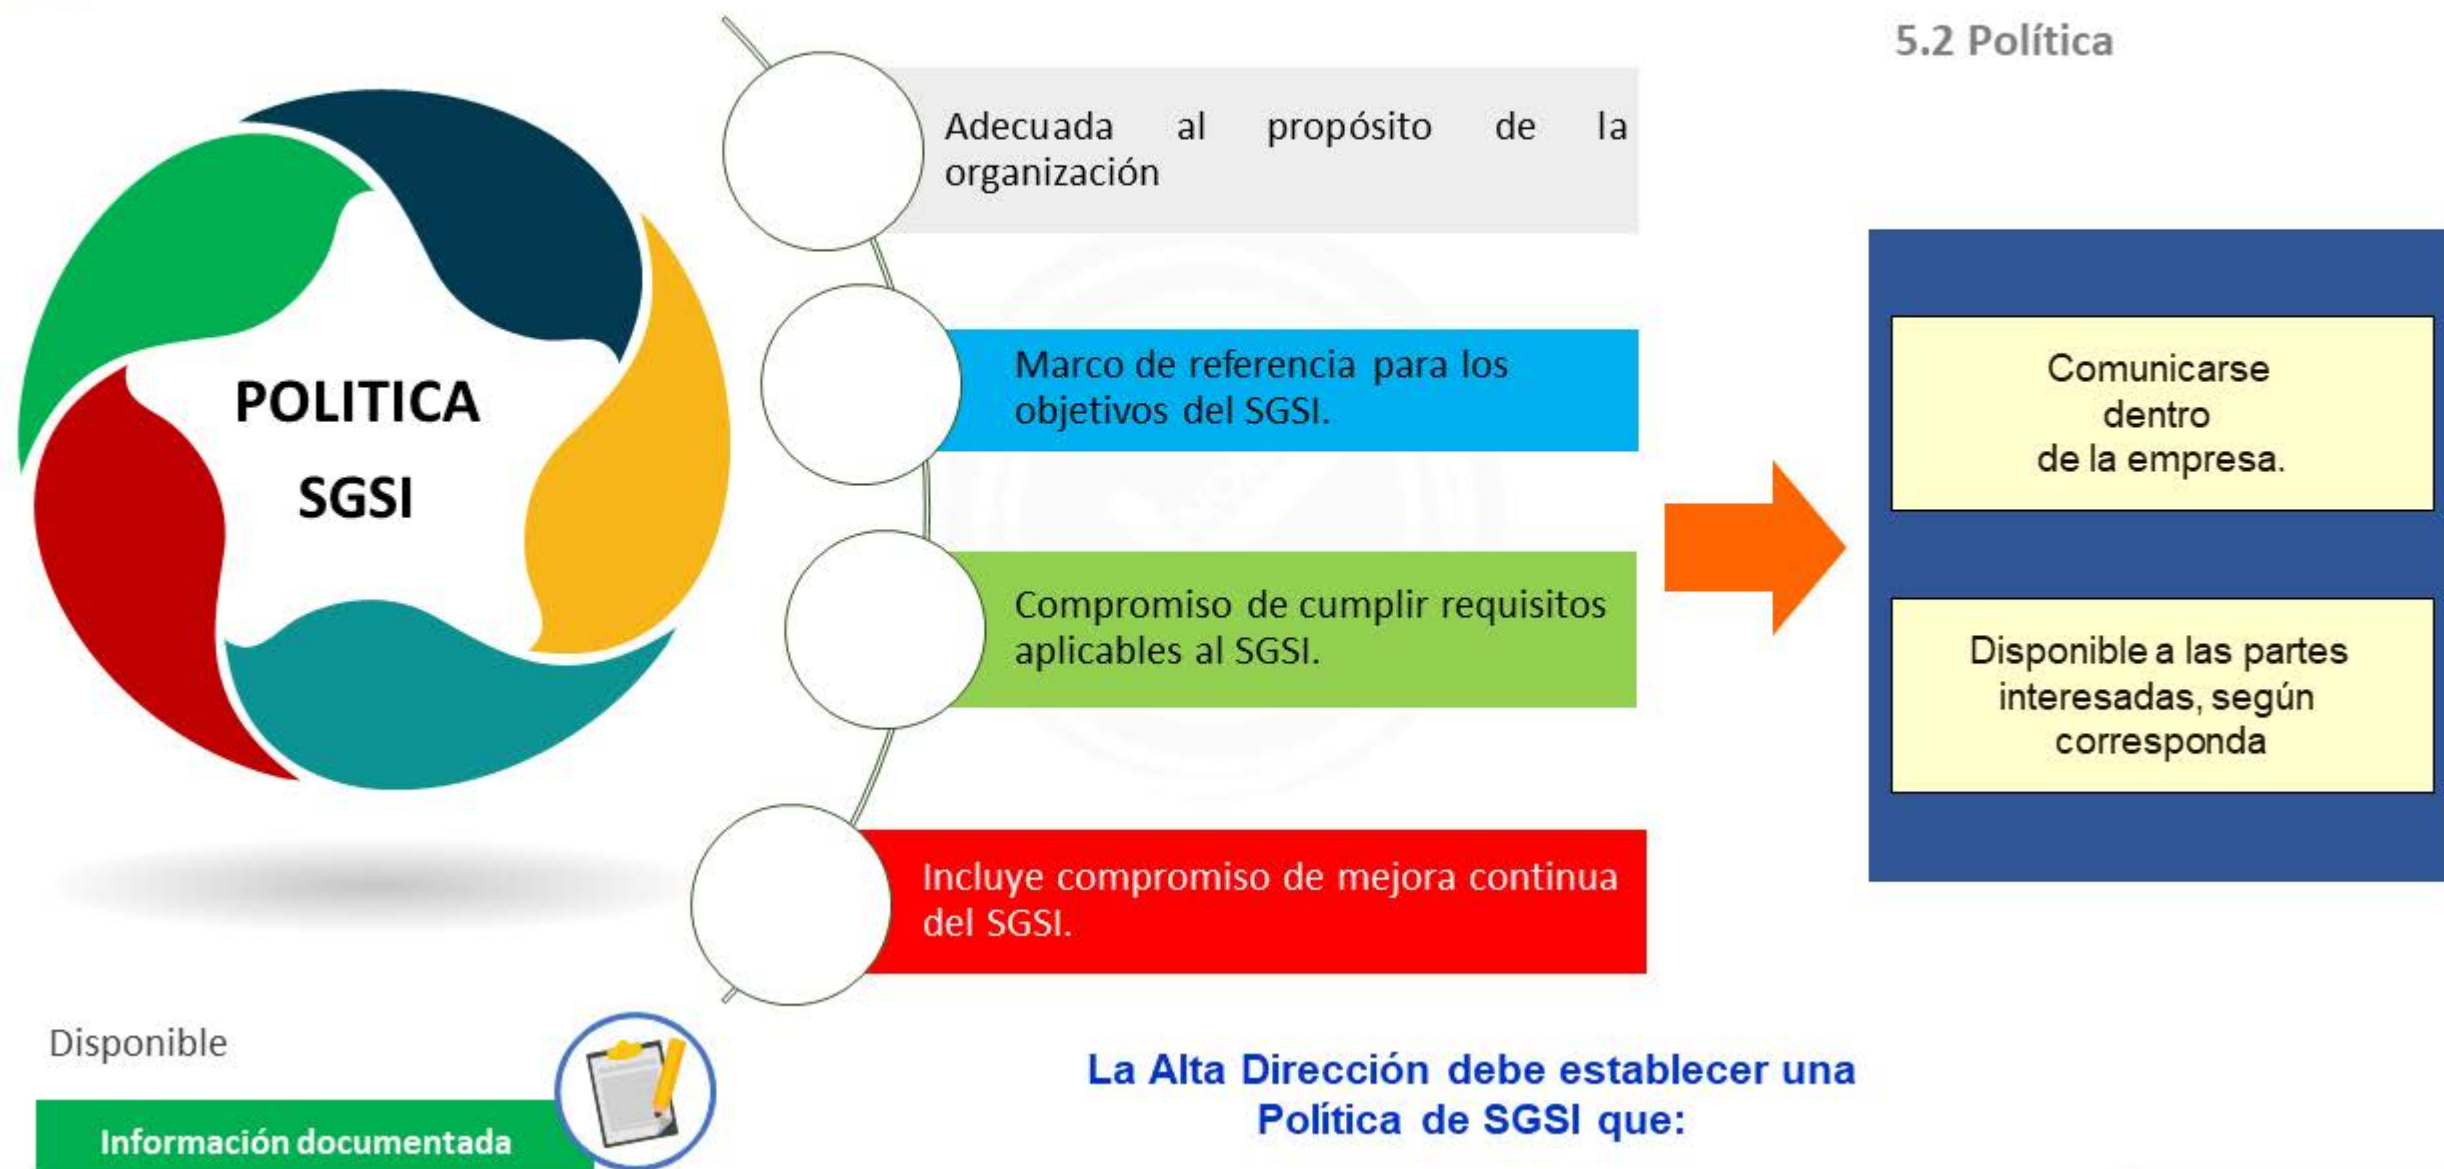 5.2 Política
POLITICA
SGSI
Adecuada al propósito de la
organización
Marco de referencia para los
objetivos del SGSI.
Compromiso de cumplir requisitos
aplicables al SGSI.
Incluye compromiso de mejora continua
del SGSI.
Comunicarse
dentro
de la empresa.
Disponible a las partes
interesadas, según
corresponda
Disponible
Información documentada
La Alta Dirección debe establecer una
Política de SGSI que: